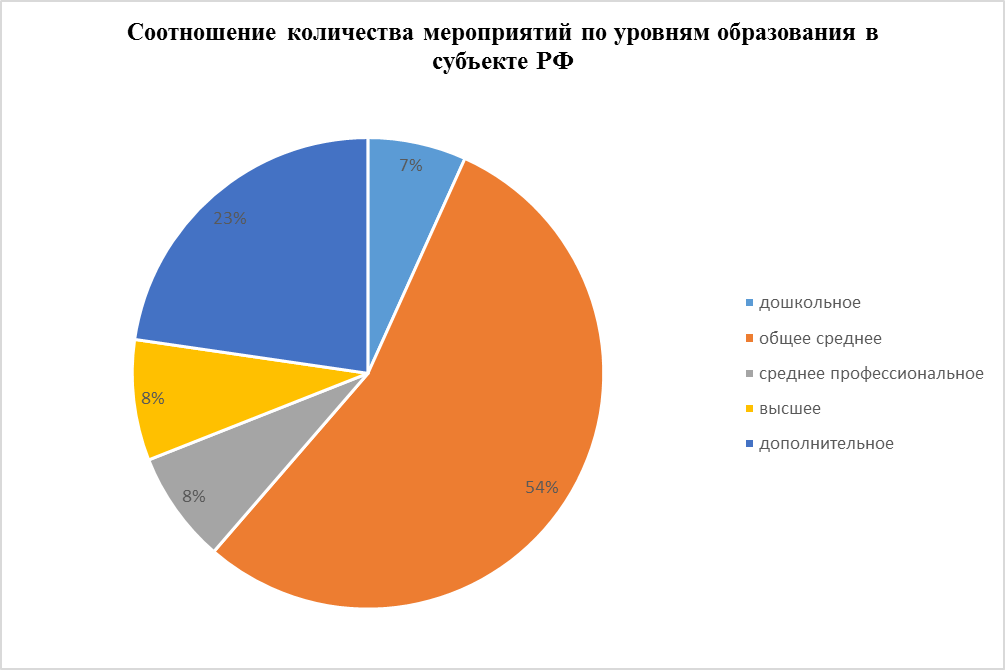 Соотношение количества мероприятий по уровням образования в
субъекте РФ
7%
23%
8%
8%
54%
дошкольное
общее среднее
среднее профессиональное
высшее
дополнительное